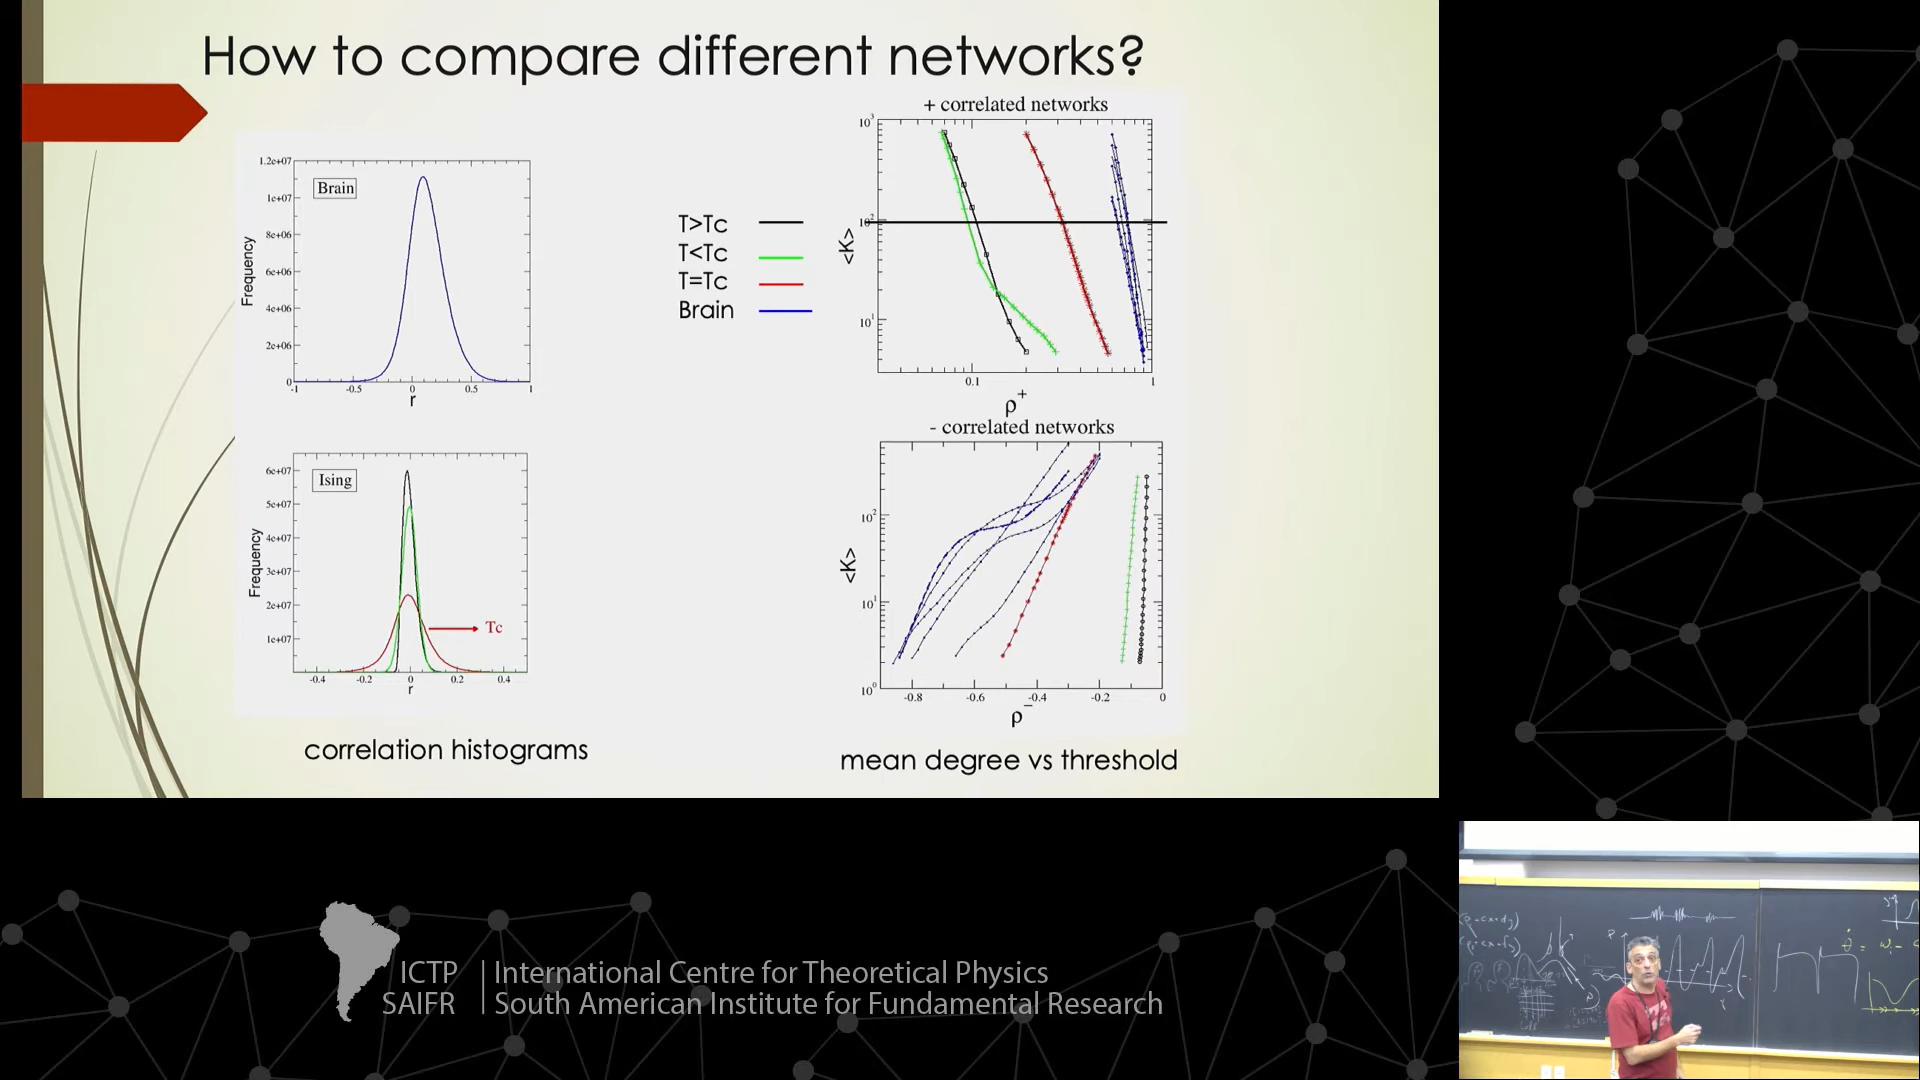 How to compare different networks?
Brain
Frequency
1.2e+07
1e+07
8e+06
6e+06
4e+06
2e+06
0
-1
-0.5
0
0.5
1
r
Ising
Frequency
6e+07
5e+07
4e+07
3e+07
2e+07
1e+07
Tc
-0.4
-0.2
0
0.2
0.4
r
correlation histograms
T>Tc
T<Tc
T=Tc
Brain
+ correlated networks
<K>
10³
10²
10¹
0.1
1
ρ⁺
- correlated networks
<K>
10²
10¹
10⁰
-0.8
-0.6
-0.4
-0.2
0
ρ⁻
mean degree vs threshold
ICTP
SAIFR
International Centre for Theoretical Physics
South American Institute for Fundamental Research